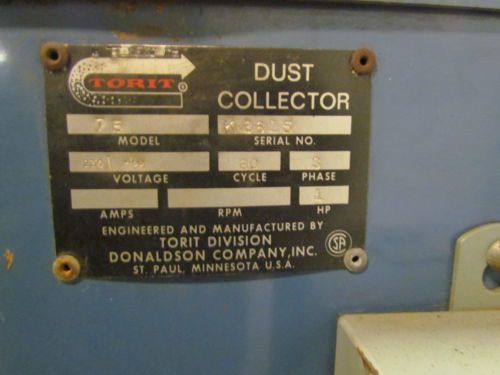 TORIT ®
DUST
COLLECTOR
75
MODEL
SERIAL NO.
60
3
VOLTAGE
CYCLE
PHASE
1
AMPS
RPM
HP
ENGINEERED AND MANUFACTURED BY
TORIT DIVISION
DONALDSON COMPANY, INC.
ST. PAUL, MINNESOTA U.S.A.
SA